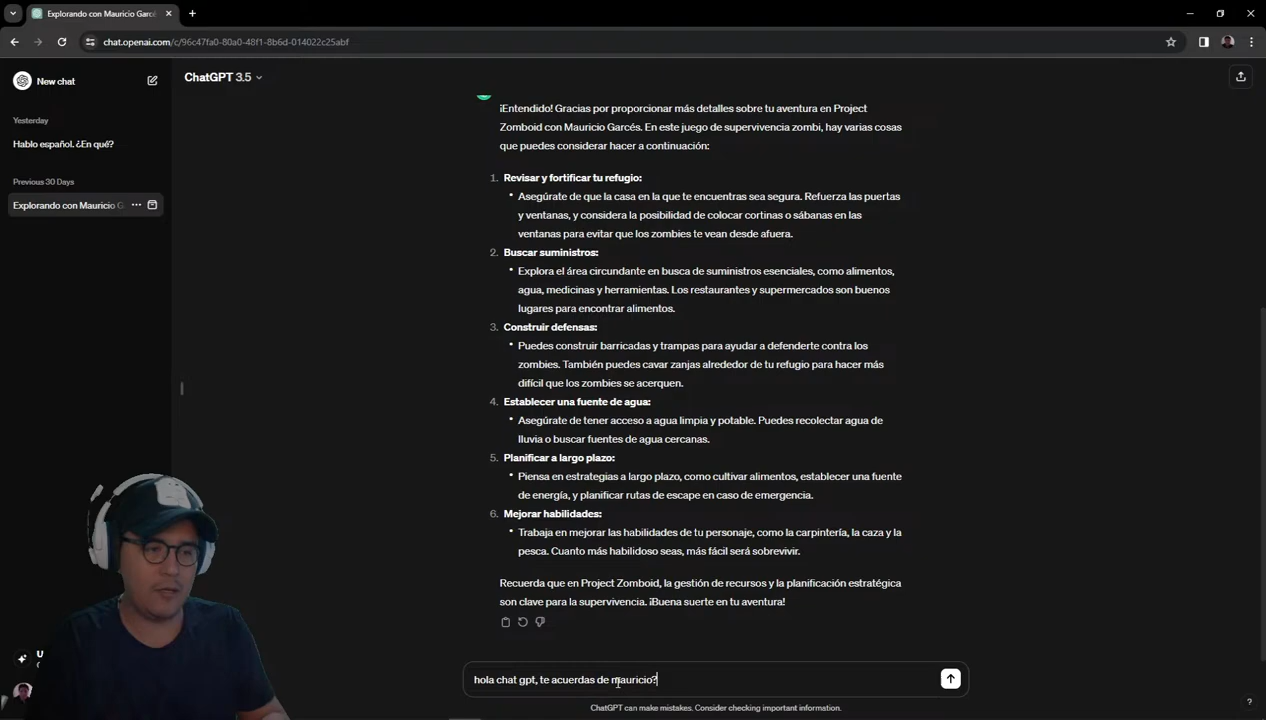 Explorando con Mauricio Garcé
chat.openai.com/c/96c47fa0-80a0-48f1-8b6d-014022c25abf
New chat
ChatGPT 3.5
Yesterday
Hablo español. ¿En qué?
Previous 30 Days
Explorando con Mauricio G
¡Entendido! Gracias por proporcionar más detalles sobre tu aventura en Project
Zomboid con Mauricio Garcés. En este juego de supervivencia zombi, hay varias cosas
que puedes considerar hacer a continuación:
1. Revisar y fortificar tu refugio:
• Asegúrate de que la casa en la que te encuentras sea segura. Refuerza las puertas
y ventanas, y considera la posibilidad de colocar cortinas o sábanas en las
ventanas para evitar que los zombies te vean desde afuera.
2. Buscar suministros:
• Explora el área circundante en busca de suministros esenciales, como alimentos,
agua, medicinas y herramientas. Los restaurantes y supermercados son buenos
lugares para encontrar alimentos.
3. Construir defensas:
• Puedes construir barricadas y trampas para ayudar a defenderte contra los
zombies. También puedes cavar zanjas alrededor de tu refugio para hacer más
difícil que los zombies se acerquen.
4. Establecer una fuente de agua:
• Asegúrate de tener acceso a agua limpia y potable. Puedes recolectar agua de
lluvia o buscar fuentes de agua cercanas.
5. Planificar a largo plazo:
• Piensa en estrategias a largo plazo, como cultivar alimentos, establecer una fuente
de energía, y planificar rutas de escape en caso de emergencia.
6. Mejorar habilidades:
• Trabaja en mejorar las habilidades de tu personaje, como la carpintería, la caza y la
pesca. Cuanto más habilidoso seas, más fácil será sobrevivir.
Recuerda que en Project Zomboid, la gestión de recursos y la planificación estratégica
son clave para la supervivencia. ¡Buena suerte en tu aventura!
hola chat gpt, te acuerdas de mauricio?
ChatGPT can make mistakes. Consider checking important information.
?